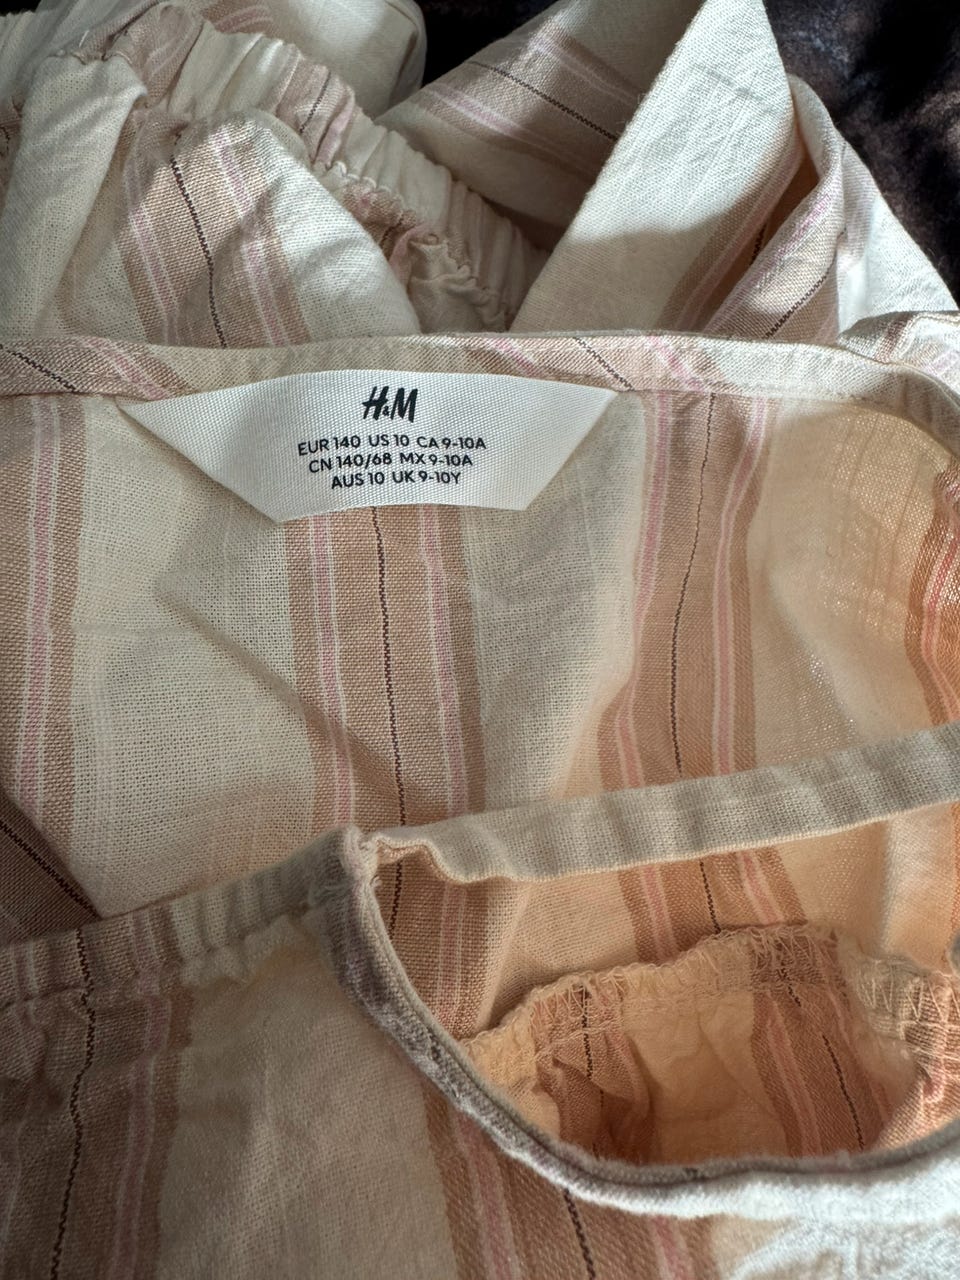 H&M
EUR 140 US 10 CA 9-10A
CN 140/68 MX 9-10A
AUS 10 UK 9-10Y